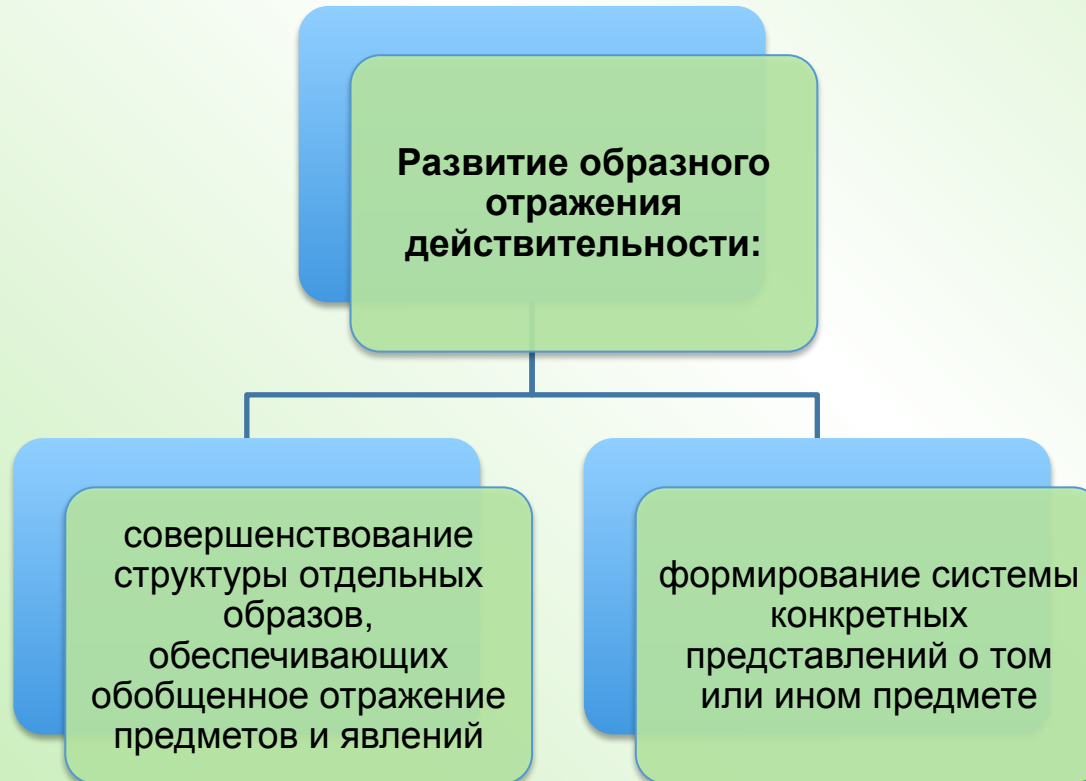 Развитие образного
отражения
действительности:
совершенствование
структуры отдельных
образов,
обеспечивающих
обобщенное отражение
предметов и явлений
формирование системы
конкретных
представлений о том
или ином предмете